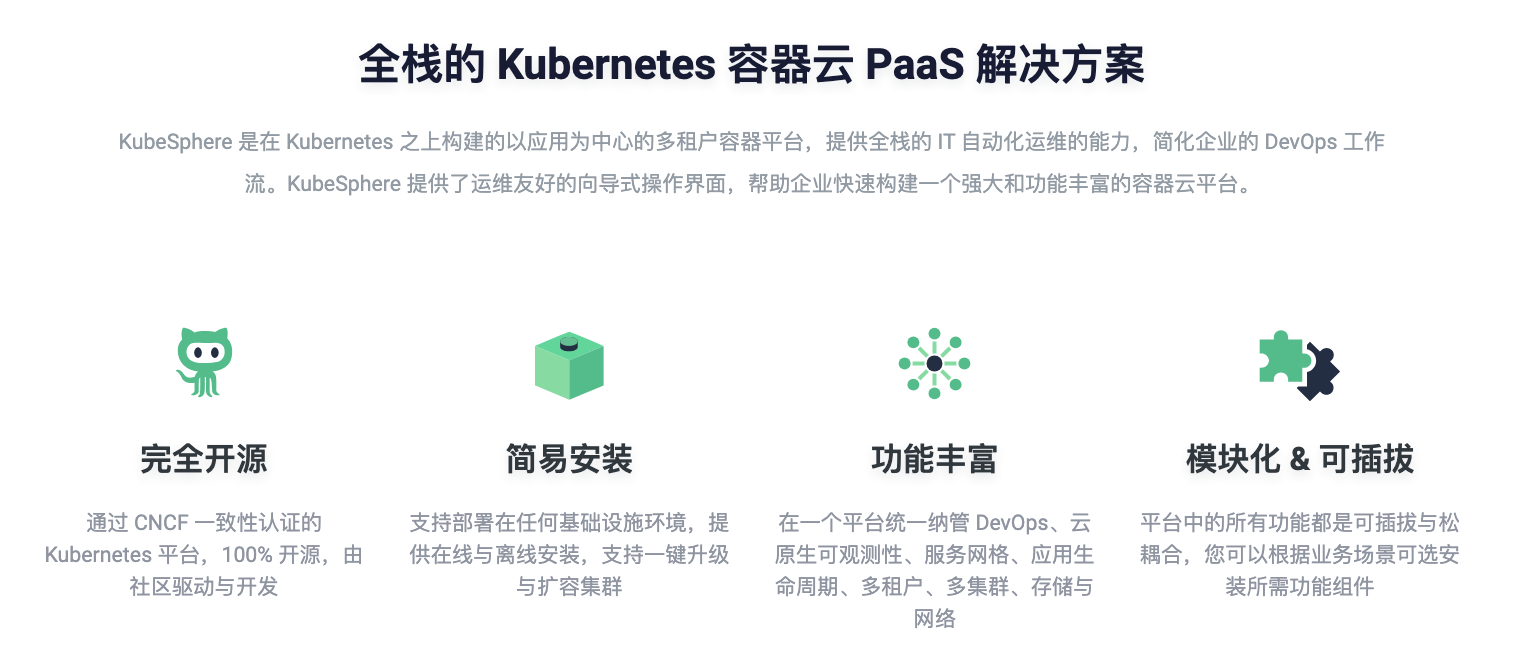 全栈的 Kubernetes 容器云 PaaS 解决方案
KubeSphere 是在 Kubernetes 之上构建的以应用为中心的多租户容器平台，提供全栈的 IT 自动化运维的能力，简化企业的 DevOps 工作
流。KubeSphere 提供了运维友好的向导式操作界面，帮助企业快速构建一个强大和功能丰富的容器云平台。
完全开源
通过 CNCF 一致性认证的
Kubernetes 平台，100% 开源，由
社区驱动与开发
简易安装
支持部署在任何基础设施环境，提
供在线与离线安装，支持一键升级
与扩容集群
功能丰富
在一个平台统一纳管 DevOps、云
原生可观测性、服务网格、应用生
命周期、多租户、多集群、存储与
网络
模块化 & 可插拔
平台中的所有功能都是可插拔与松
耦合，您可以根据业务场景可选安
装所需功能组件